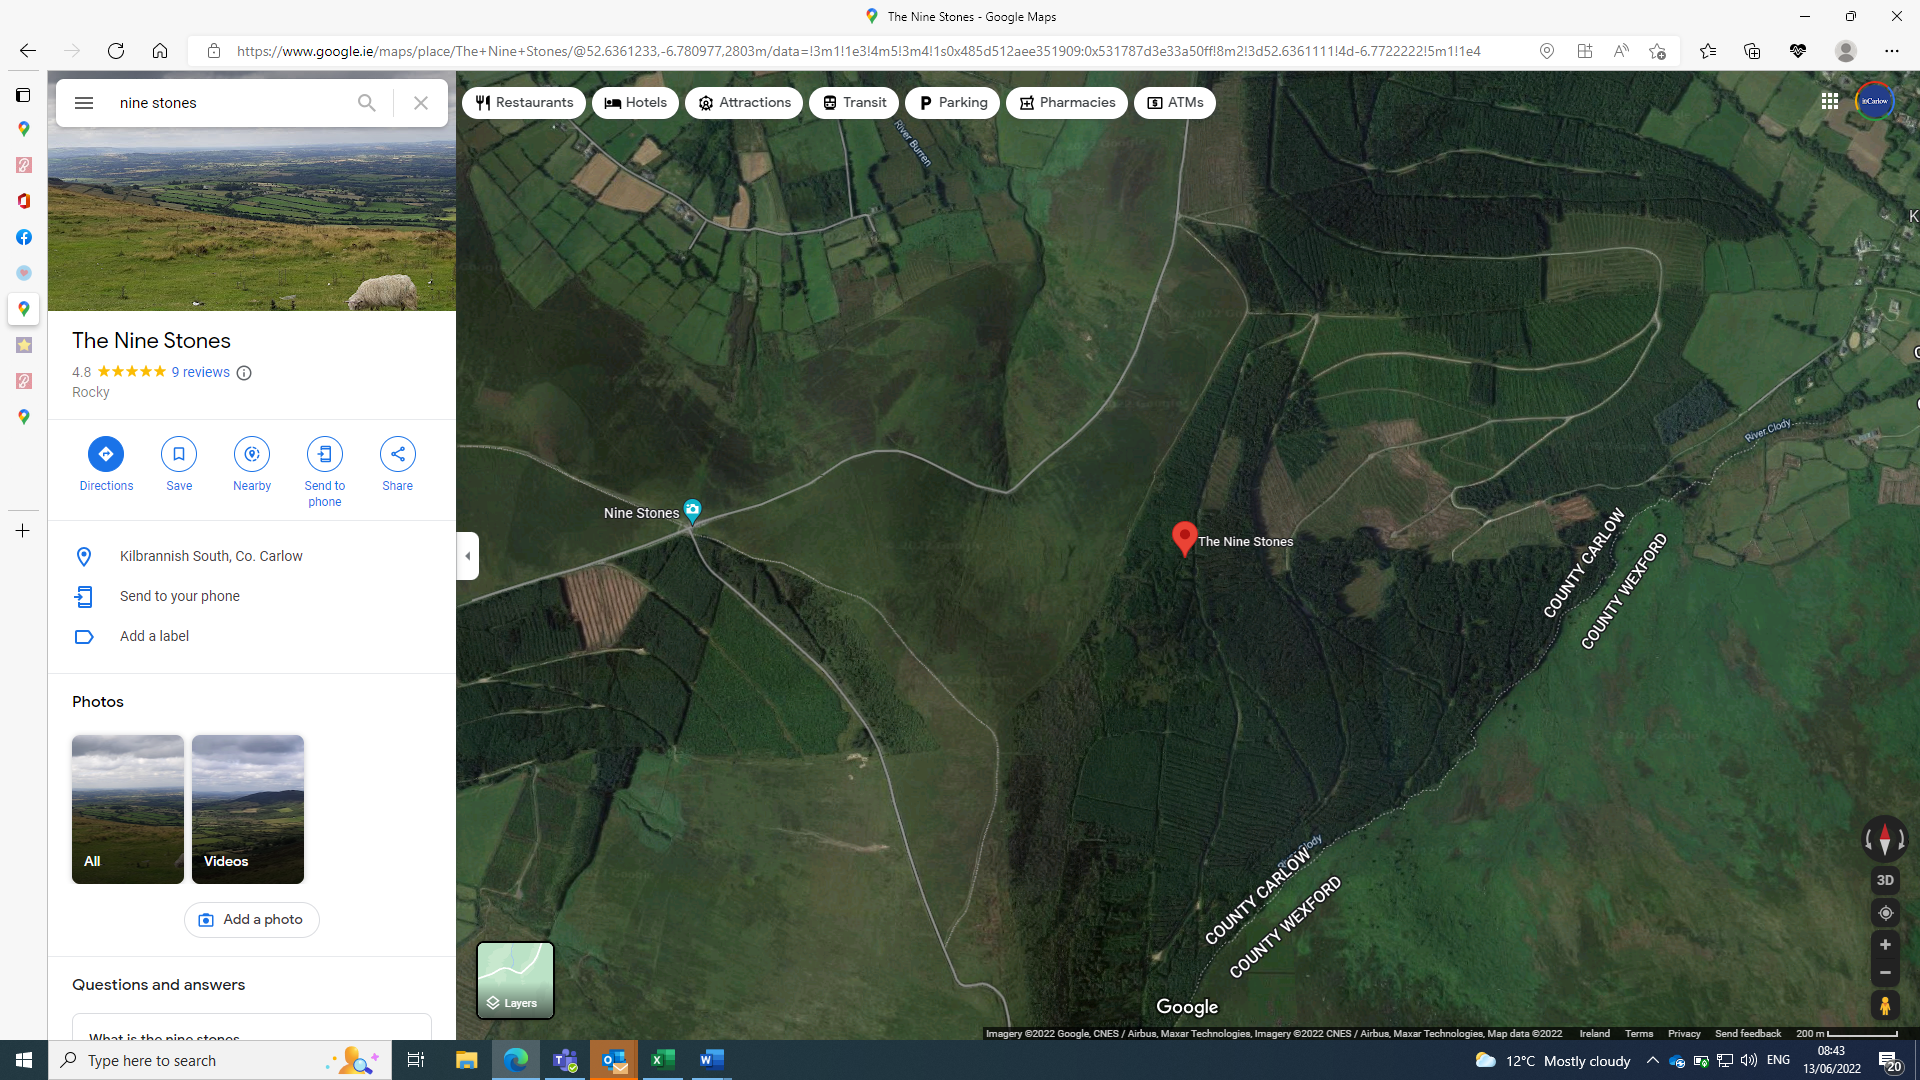 The Nine Stones - Google Maps
https://www.google.ie/maps/place/The+Nine+Stones/@52.6361233,-6.780977,2803m/data=!3m1!1e3!4m5!3m4!1s0x485d512aee351909:0x531787d3e33a50ff!8m2!3d52.6361111!4d-6.7722222!5m1!1e4
nine stones
Restaurants
Hotels
Attractions
Transit
Parking
Pharmacies
ATMs
itCarlow
River Burren
The Nine Stones
4.8 9 reviews
Rocky
Directions
Save
Nearby
Send to
phone
Share
Kilbrannish South, Co. Carlow
Send to your phone
Add a label
Photos
All
Videos
Add a photo
Questions and answers
What is the nine stones
Nine Stones
The Nine Stones
River Clody
COUNTY CARLOW
COUNTY WEXFORD
COUNTY CARLOW
COUNTY WEXFORD
Layers
3D
Google
Imagery ©2022 Google, CNES / Airbus, Maxar Technologies, Imagery ©2022 CNES / Airbus, Maxar Technologies, Map data ©2022 Ireland Terms Privacy Send feedback 200 m
Type here to search
12°C Mostly cloudy
ENG
08:43
13/06/2022
20